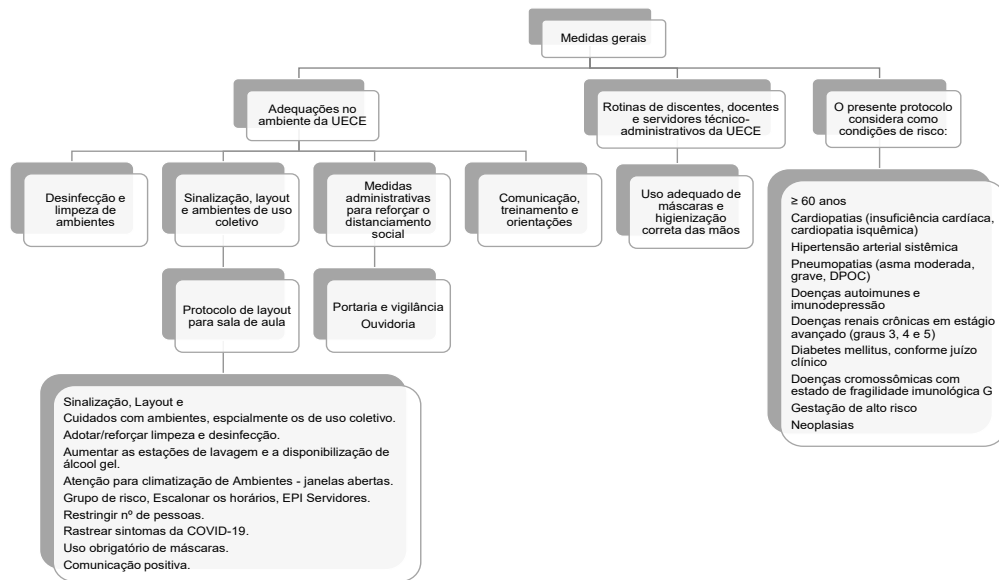 Medidas gerais
Adequações no
ambiente da UECE
Rotinas de discentes, docentes
e servidores técnico-
administrativos da UECE
O presente protocolo
considera como
condições de risco:
Desinfecção e
limpeza de
ambientes
Sinalização, layout
e ambientes de uso
coletivo
Medidas
administrativas
para reforçar o
distanciamento
social
Comunicação,
treinamento e
orientações
Uso adequado de
máscaras e
higienização
correta das mãos
≥ 60 anos
Cardiopatias (insuficiência cardíaca,
cardiopatia isquêmica)
Hipertensão arterial sistêmica
Pneumopatias (asma moderada,
grave, DPOC)
Doenças autoimunes e
imunodepressão
Doenças renais crônicas em estágio
avançado (graus 3, 4 e 5)
Diabetes mellitus, conforme juízo
clínico
Doenças cromossômicas com
estado de fragilidade imunológica G
Gestação de alto risco
Neoplasias
Protocolo de layout
para sala de aula
Portaria e vigilância
Ouvidoria
Sinalização, Layout e
Cuidados com ambientes, espcialmente os de uso coletivo.
Adotar/reforçar limpeza e desinfecção.
Aumentar as estações de lavagem e a disponibilização de
álcool gel.
Atenção para climatização de Ambientes - janelas abertas.
Grupo de risco, Escalonar os horários, EPI Servidores.
Restringir nº de pessoas.
Rastrear sintomas da COVID-19.
Uso obrigatório de máscaras.
Comunicação positiva.